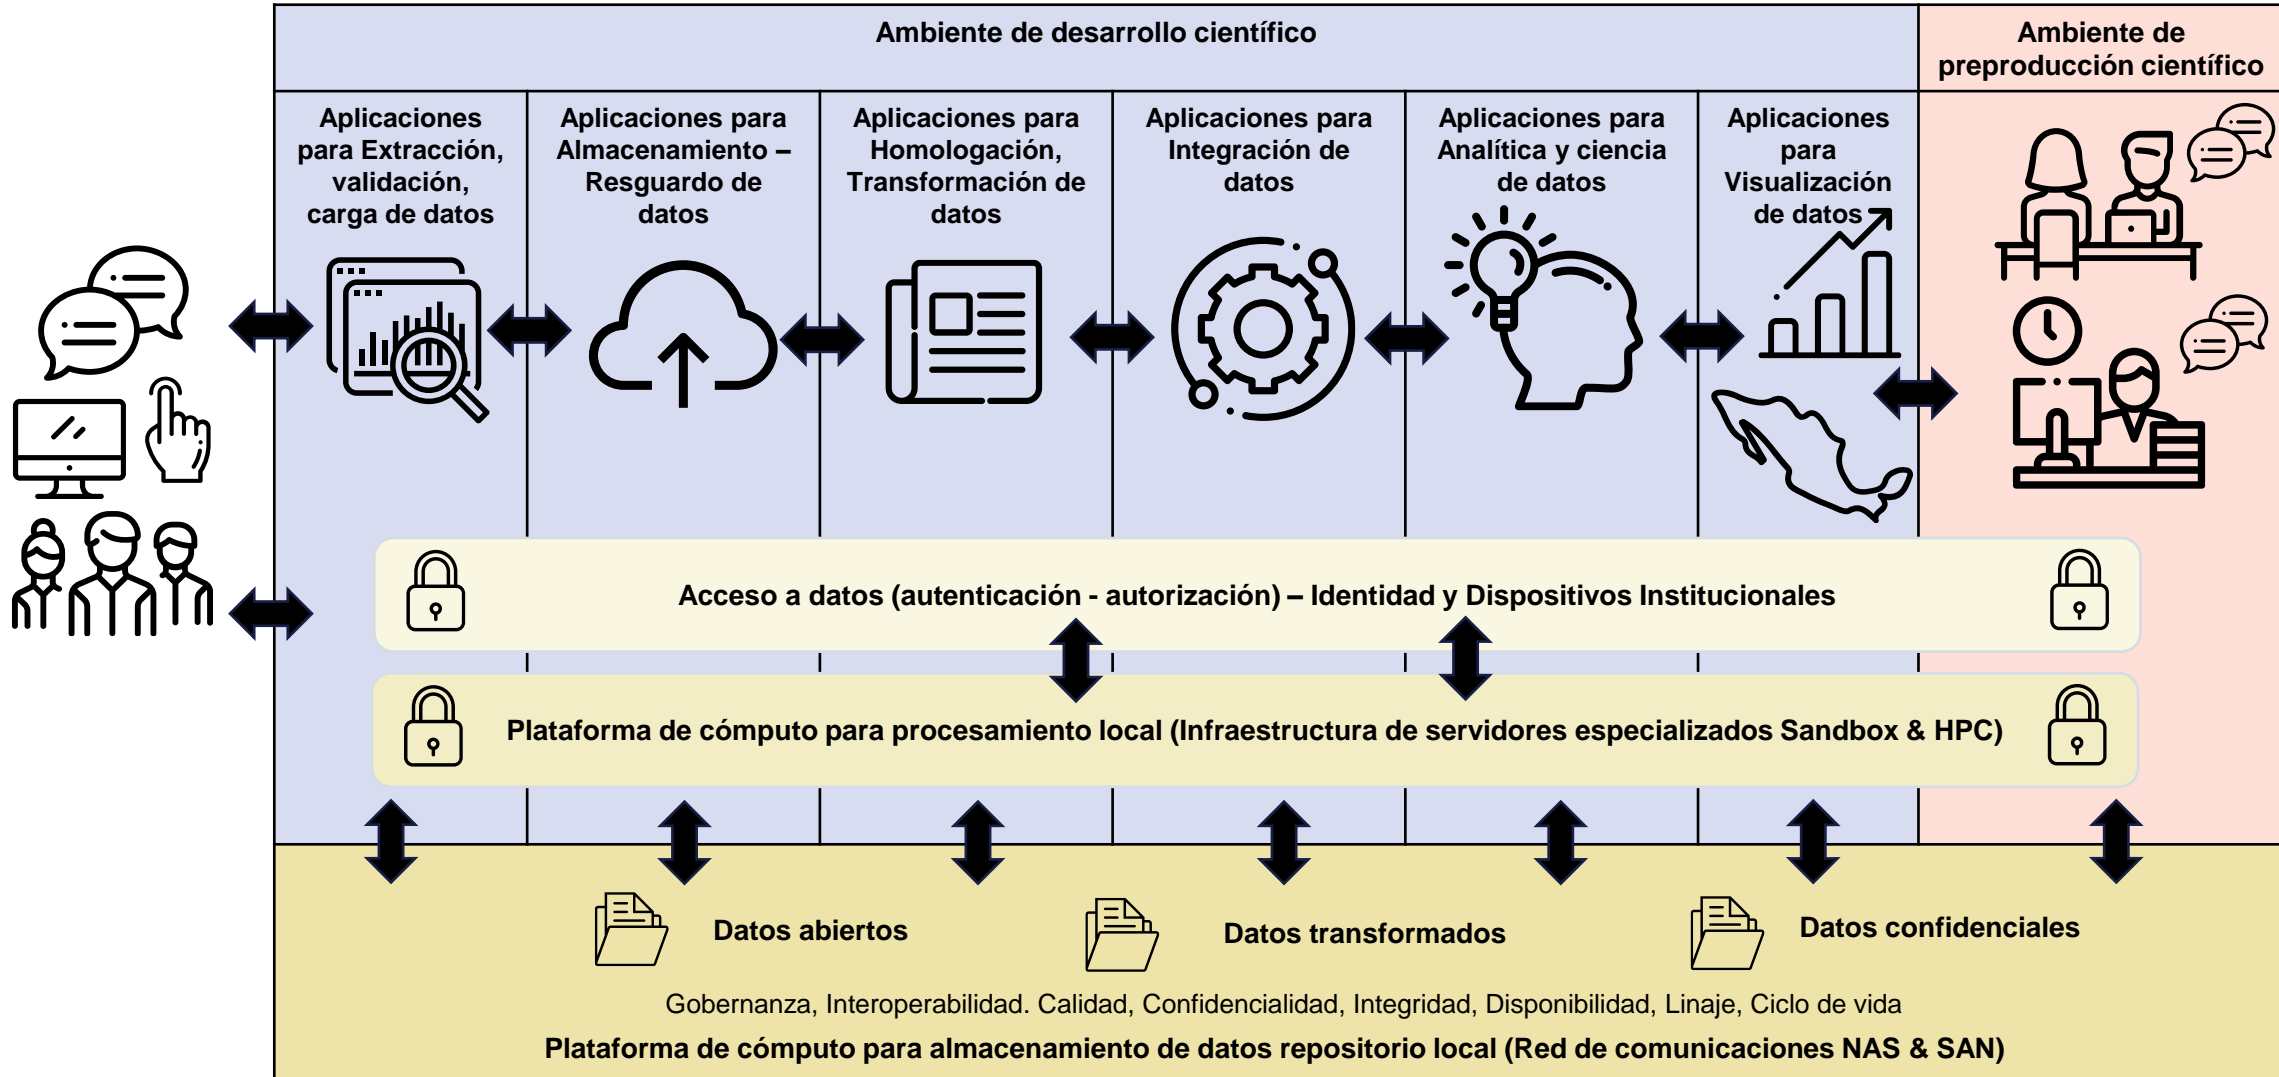 Ambiente de desarrollo científico
Ambiente de
preproducción científico
Aplicaciones
para Extracción,
validación,
carga de datos
Aplicaciones para
Almacenamiento –
Resguardo de
datos
Aplicaciones para
Homologación,
Transformación de
datos
Aplicaciones para
Integración de
datos
Aplicaciones para
Analítica y ciencia
de datos
Aplicaciones
para
Visualización
de datos
Acceso a datos (autenticación - autorización) – Identidad y Dispositivos Institucionales
Plataforma de cómputo para procesamiento local (Infraestructura de servidores especializados Sandbox & HPC)
Datos abiertos
Datos transformados
Datos confidenciales
Gobernanza, Interoperabilidad. Calidad, Confidencialidad, Integridad, Disponibilidad, Linaje, Ciclo de vida
Plataforma de cómputo para almacenamiento de datos repositorio local (Red de comunicaciones NAS & SAN)